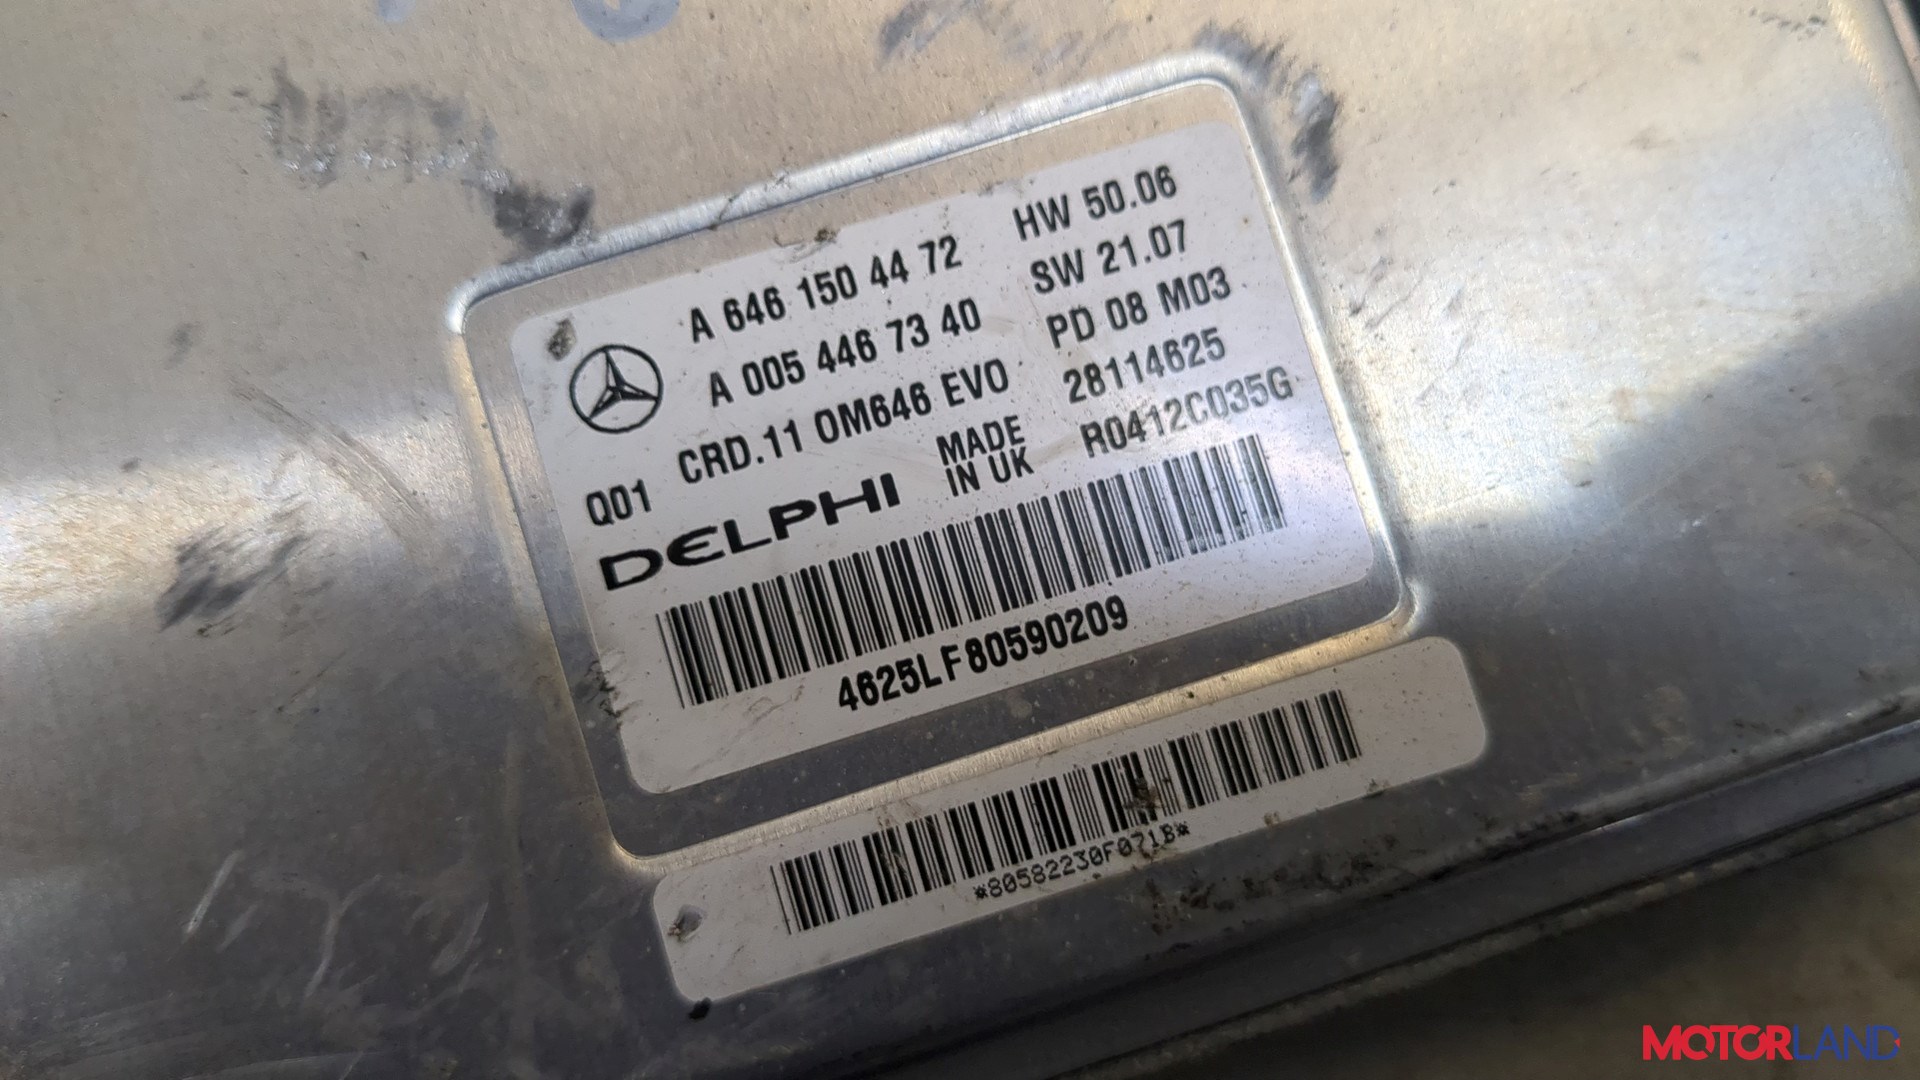 A 646 150 44 72
HW 50.06
A 005 446 73 40
SW 21.07
Q01
CRD.11 OM646 EVO
PD 08 M03
DELPHI
MADE
IN UK
28114625
R0412C035G
4625LF80590209
*80582230F071B*
MOTORLAND